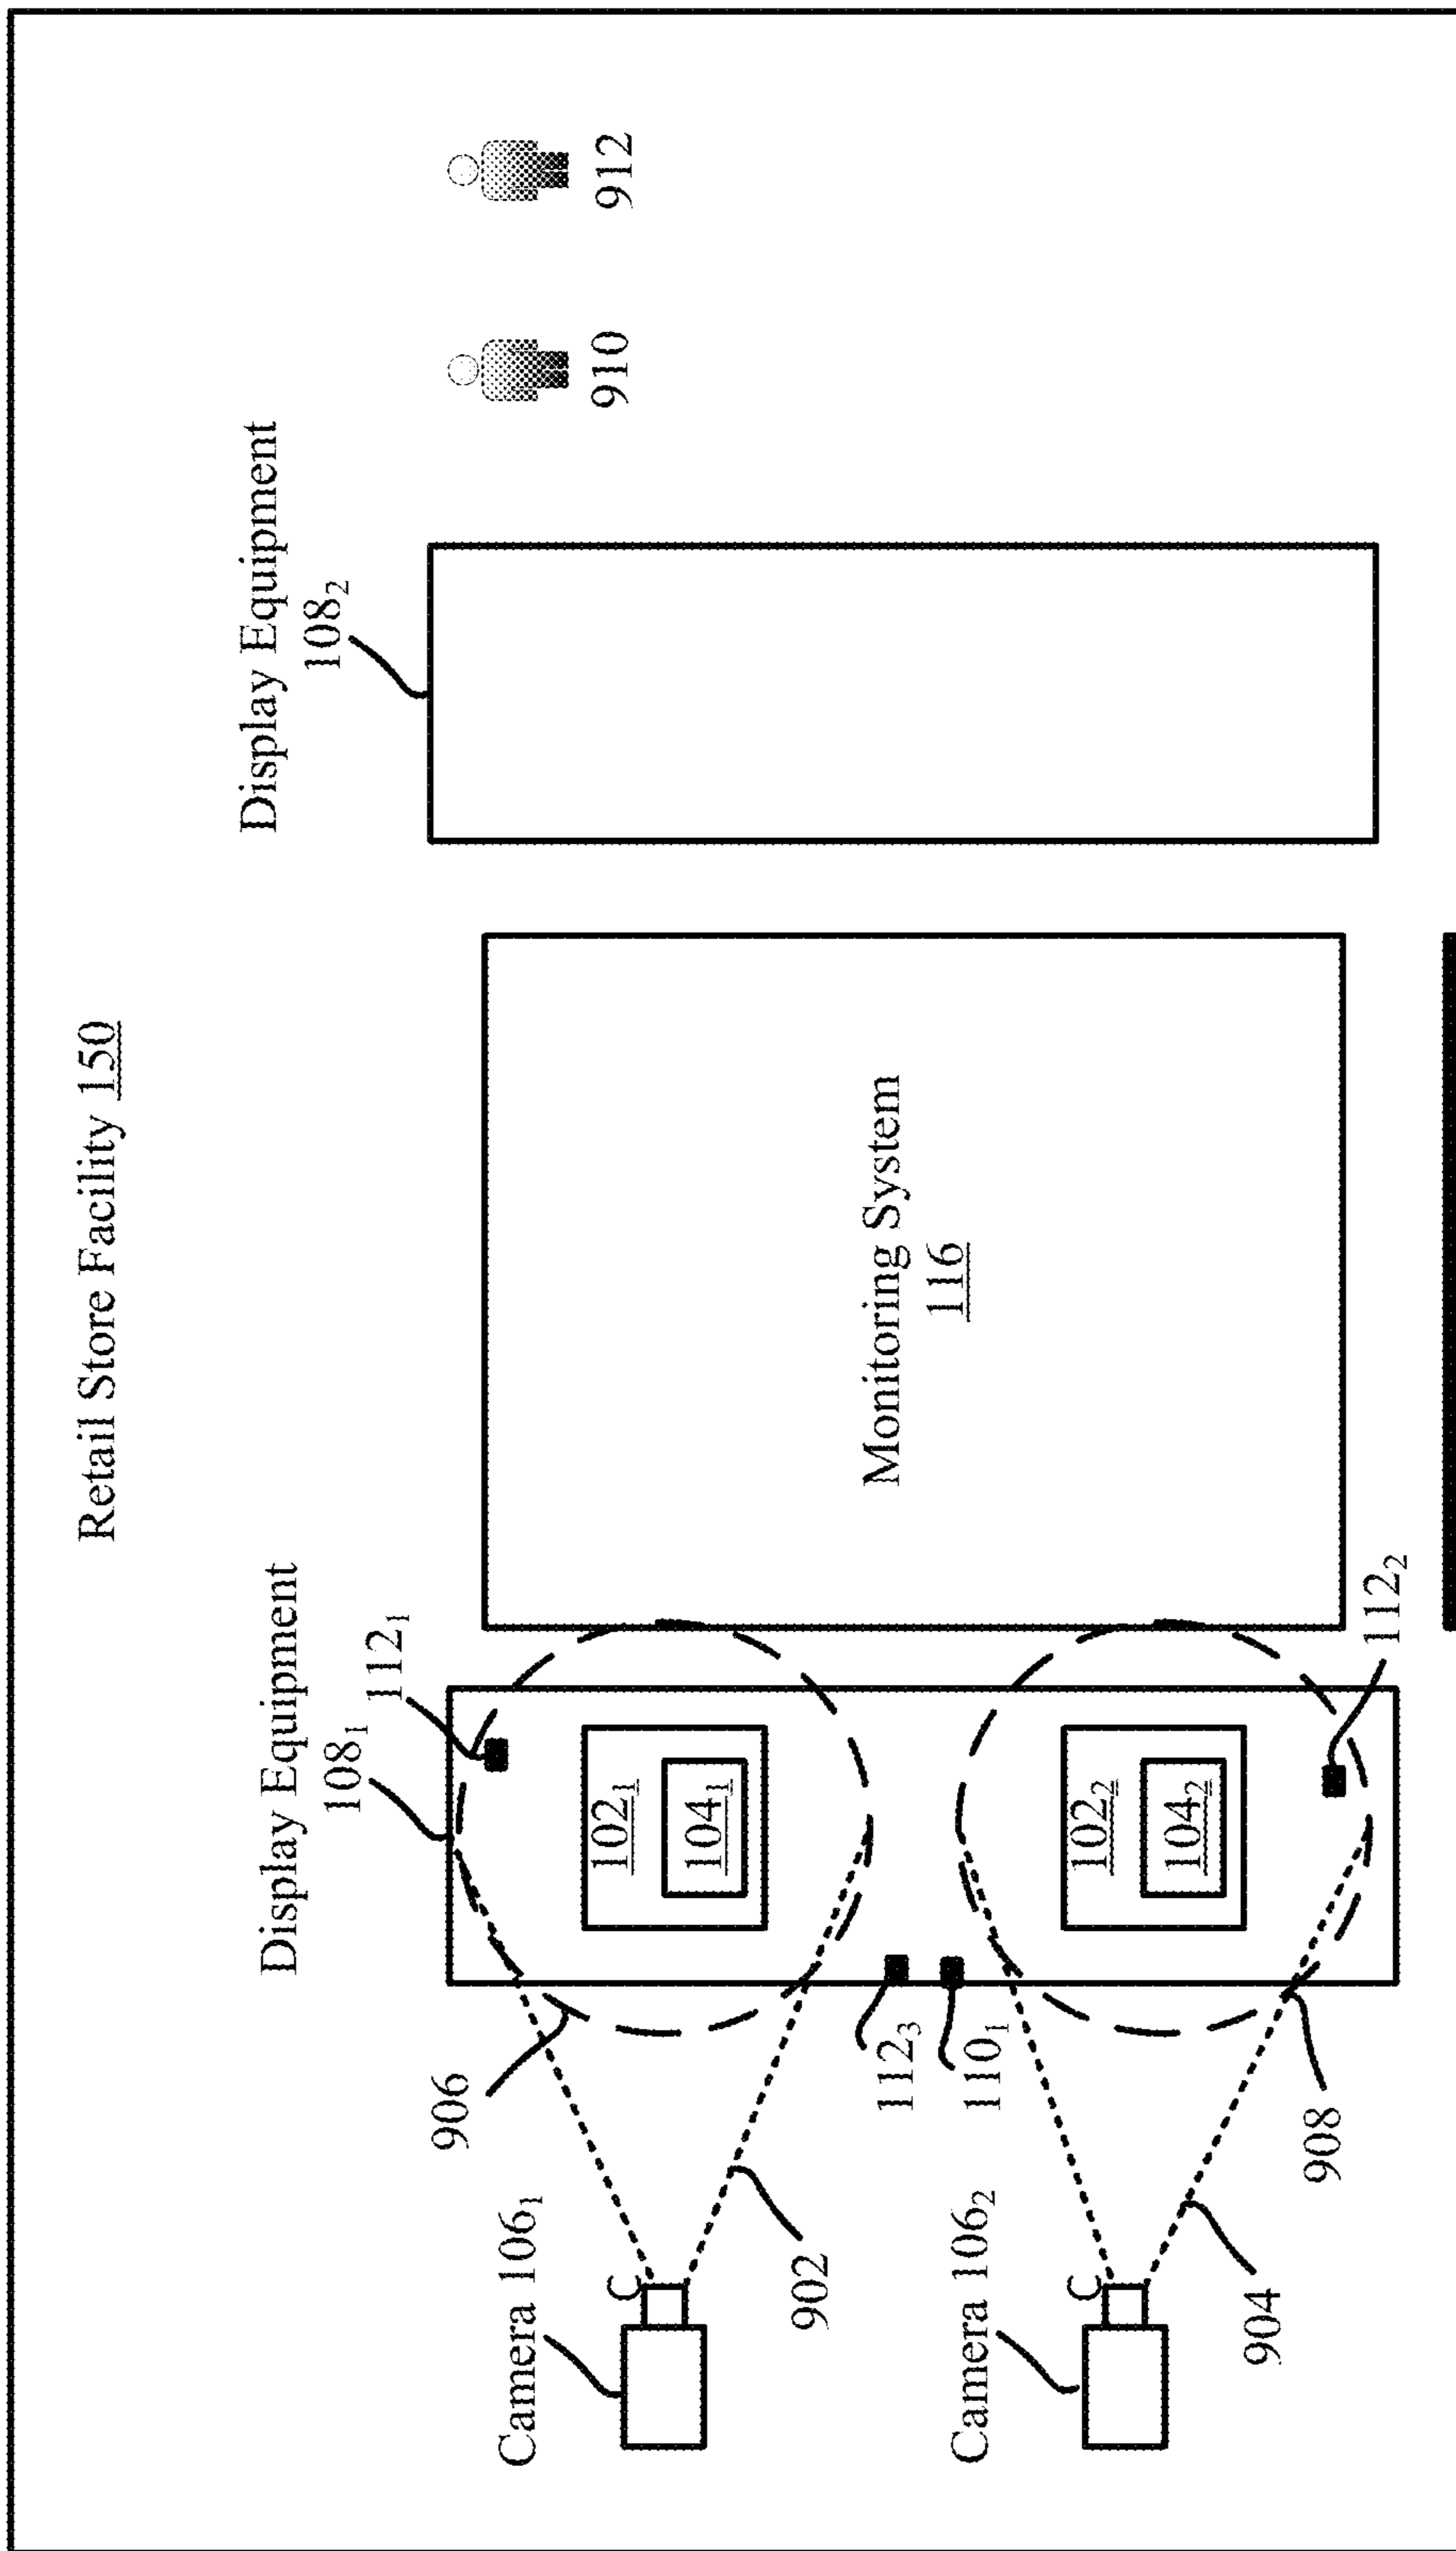 Retail Store Facility 150
Display Equipment
108₁
112₁
Display Equipment
108₂
Camera 106₁
906
902
102₁
104₁
112₃
110₁
Monitoring System
116
910
912
Camera 106₂
904
908
102₂
104₂
112₂